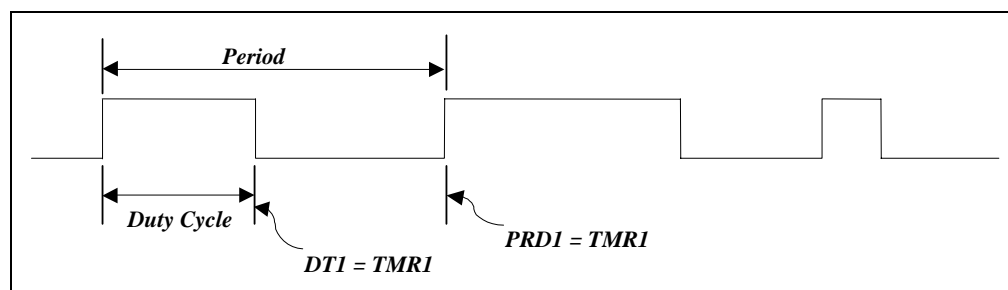 Period
Duty Cycle
DT1 = TMR1
PRD1 = TMR1